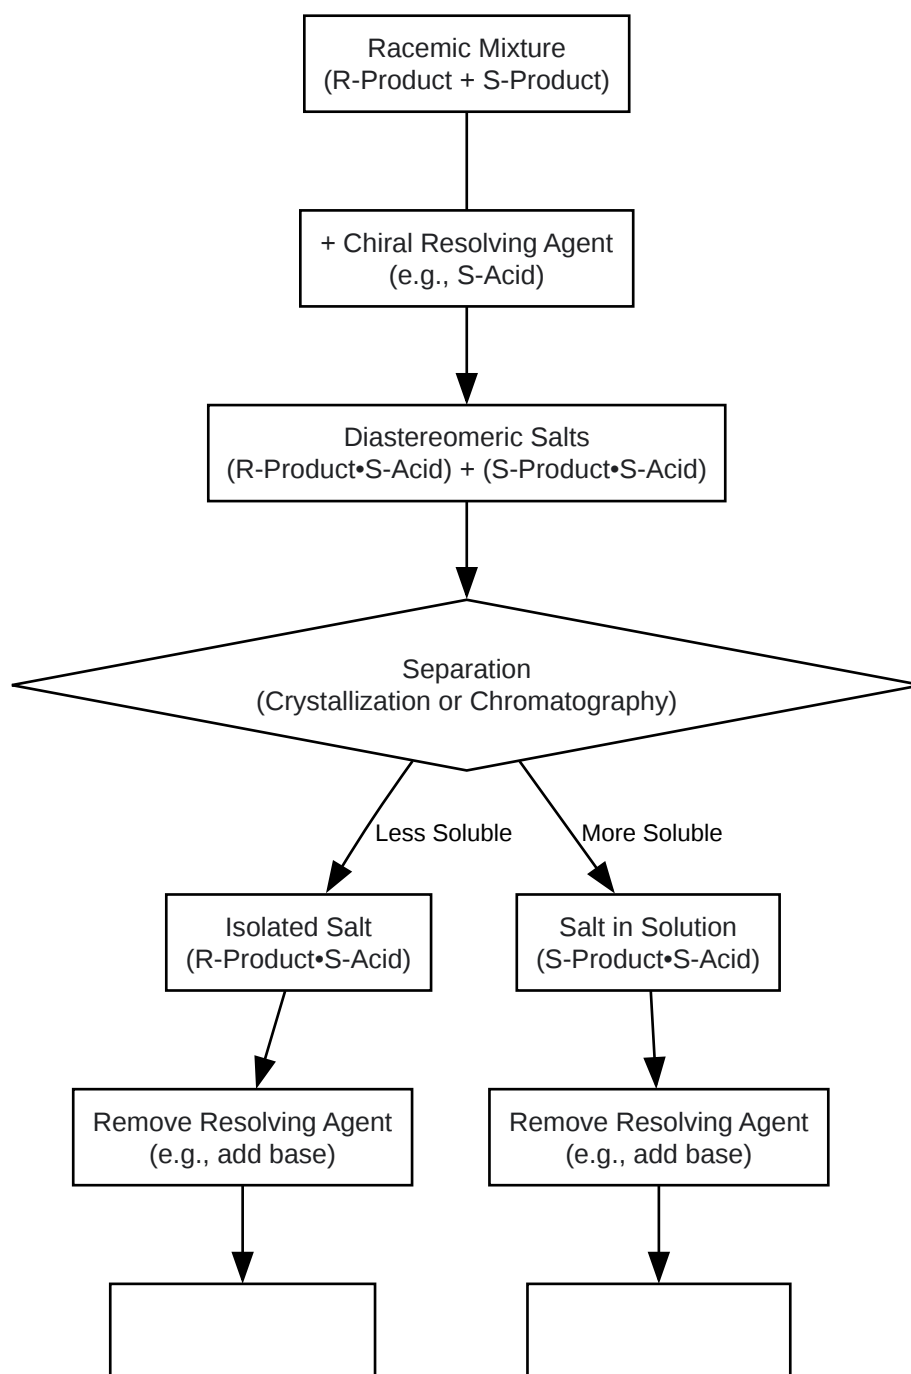 Racemic Mixture
(R-Product + S-Product)
+ Chiral Resolving Agent
(e.g., S-Acid)
Diastereomeric Salts
(R-Product•S-Acid) + (S-Product•S-Acid)
Separation
(Crystallization or Chromatography)
Less Soluble
More Soluble
Isolated Salt
(R-Product•S-Acid)
Salt in Solution
(S-Product•S-Acid)
Remove Resolving Agent
(e.g., add base)
Remove Resolving Agent
(e.g., add base)